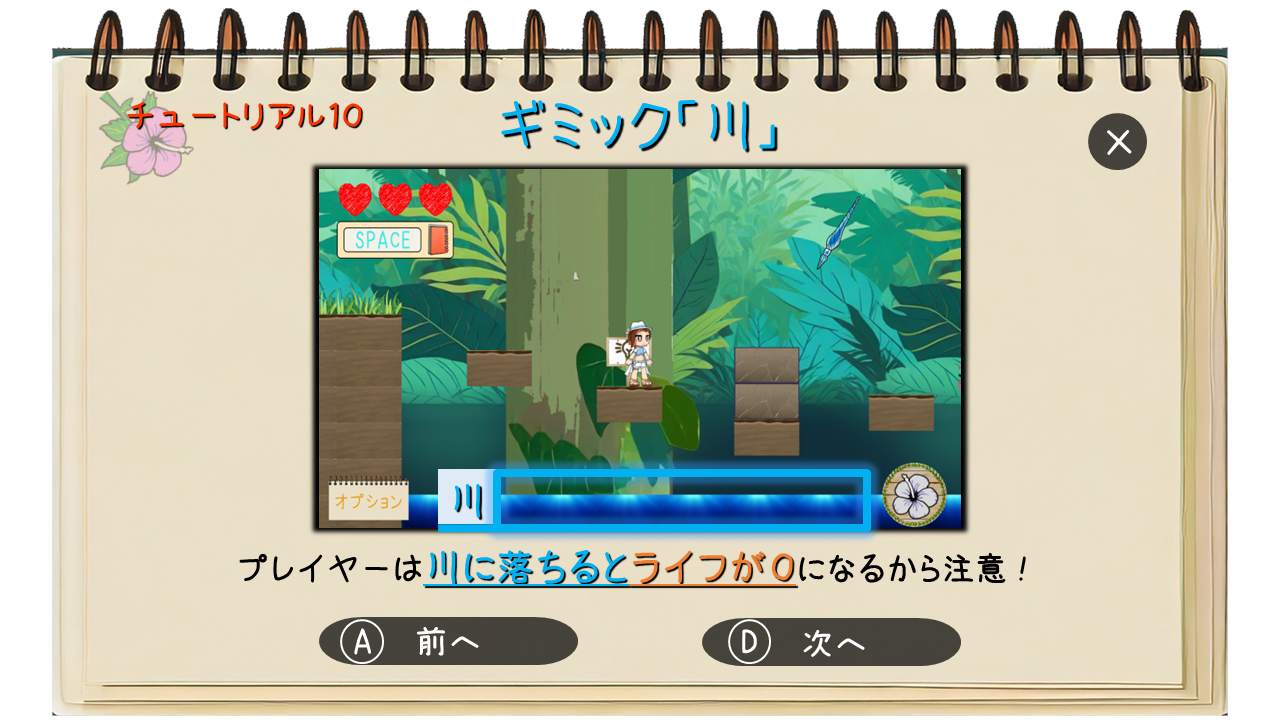 チュートリアル10
ギミック「川」
SPACE
オプション
川
プレイヤーは川に落ちるとライフが0になるから注意！
A 前へ
D 次へ